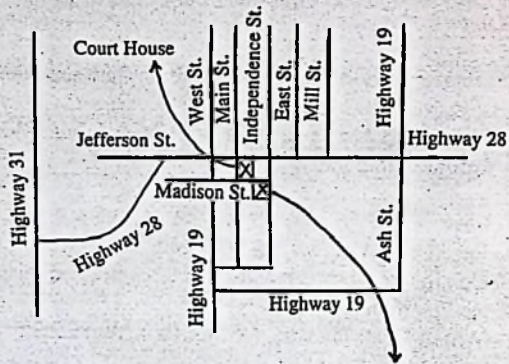 Court House
West St.
Main St.
Independence St.
East St.
Mill St.
Highway 19
Jefferson St.
Highway 28
Highway 31
Madison St.
Highway 28
Ash St.
Highway 19
Highway 19